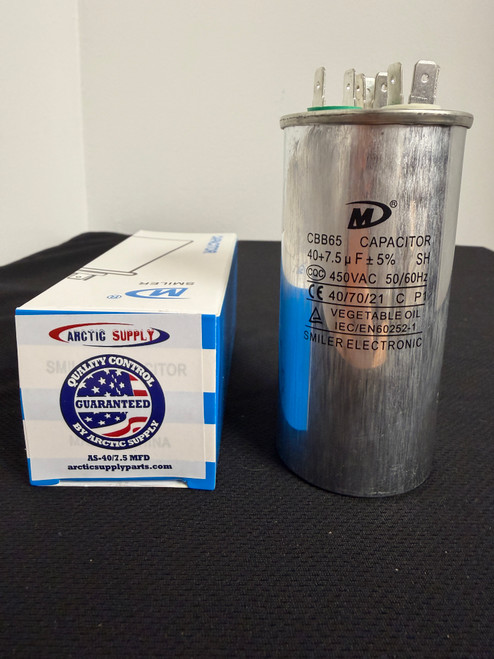 M®
CBB65 CAPACITOR
40+7.5μF±5% SH
CQC 450VAC 50/60Hz
CE 40/70/21 C P1
VEGETABLE OIL
IEC/EN60252-1
SMILER ELECTRONIC
CAPACITOR
M®
SMILER
ARCTIC SUPPLY
QUALITY CONTROL
GUARANTEED
BY ARCTIC SUPPLY
AS-40/7.5 MFD
arcticsupplyparts.com